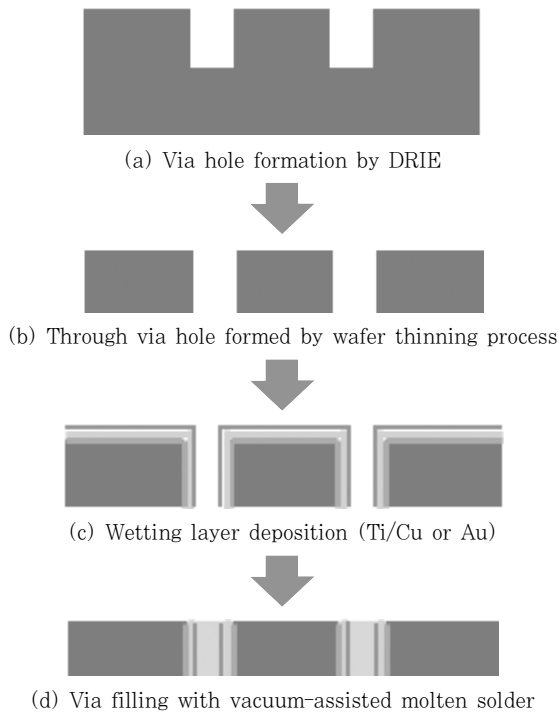 (a) Via hole formation by DRIE
(b) Through via hole formed by wafer thinning process
(c) Wetting layer deposition (Ti/Cu or Au)
(d) Via filling with vacuum-assisted molten solder